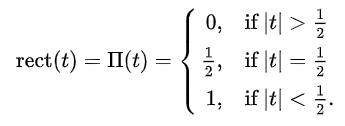 rect(t) = Π(t) = { 0, if |t| > 1/2
1/2, if |t| = 1/2
1, if |t| < 1/2.